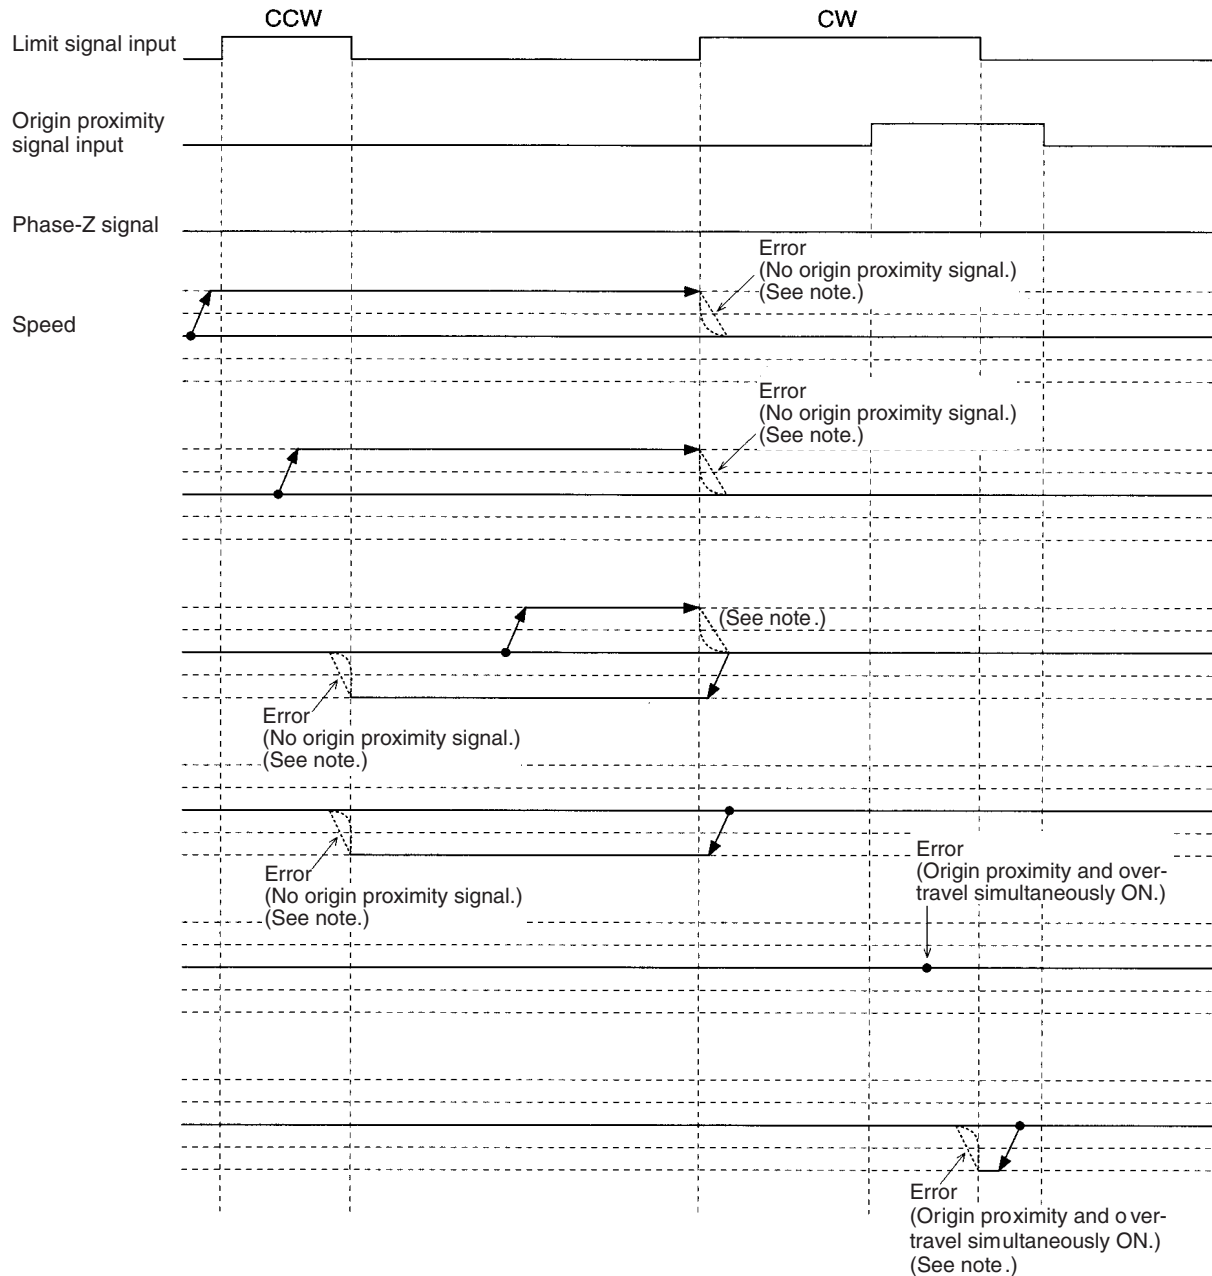 CCW
CW
Limit signal input
Origin proximity
signal input
Phase-Z signal
Error
(No origin proximity signal.)
(See note.)
Speed
Error
(No origin proximity signal.)
(See note.)
(See note.)
Error
(No origin proximity signal.)
(See note.)
Error
(Origin proximity and over-
travel simultaneously ON.)
Error
(No origin proximity signal.)
(See note.)
Error
(Origin proximity and over-
travel simultaneously ON.)
(See note.)